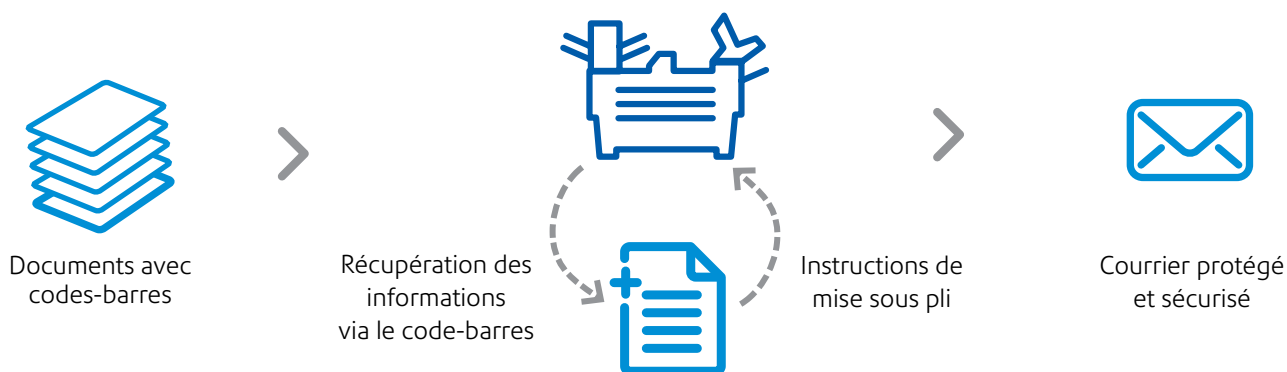 Documents avec
codes-barres
Récupération des
informations
via le code-barres
Instructions de
mise sous pli
Courrier protégé
et sécurisé